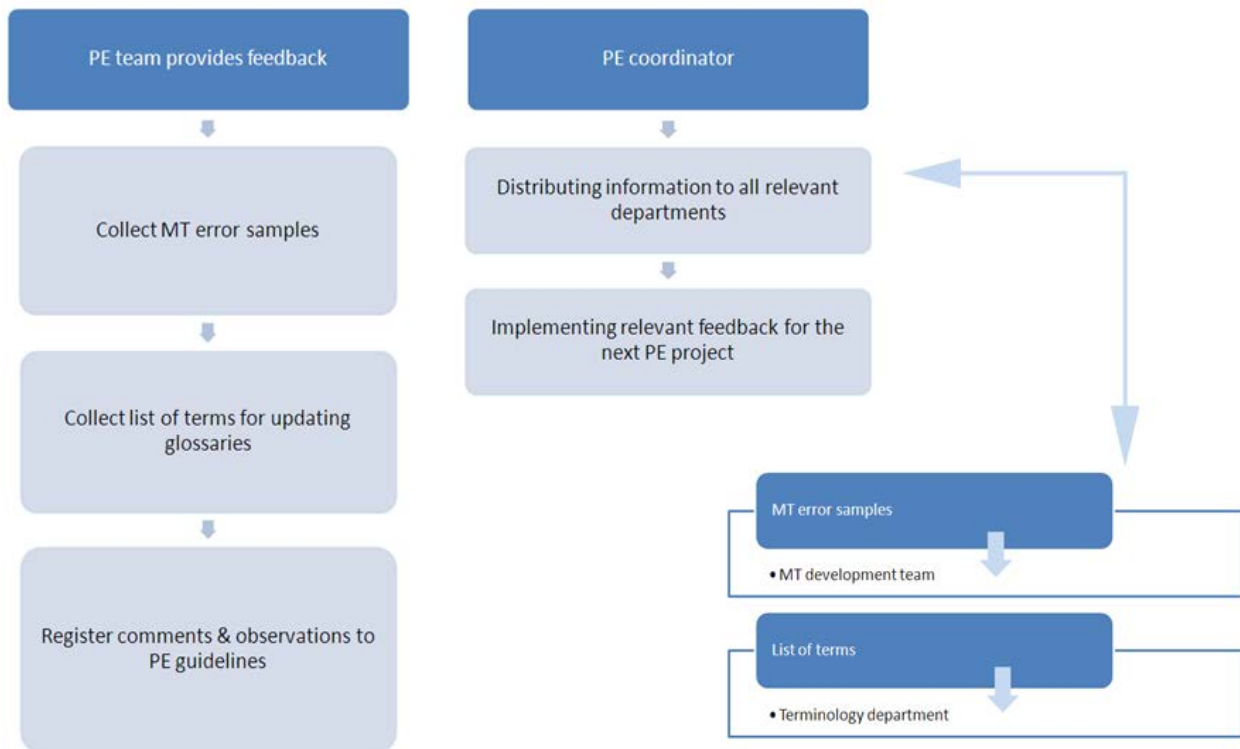 PE team provides feedback
Collect MT error samples
Collect list of terms for updating
glossaries
Register comments & observations to
PE guidelines
PE coordinator
Distributing information to all relevant
departments
Implementing relevant feedback for the
next PE project
MT error samples
• MT development team
List of terms
• Terminology department